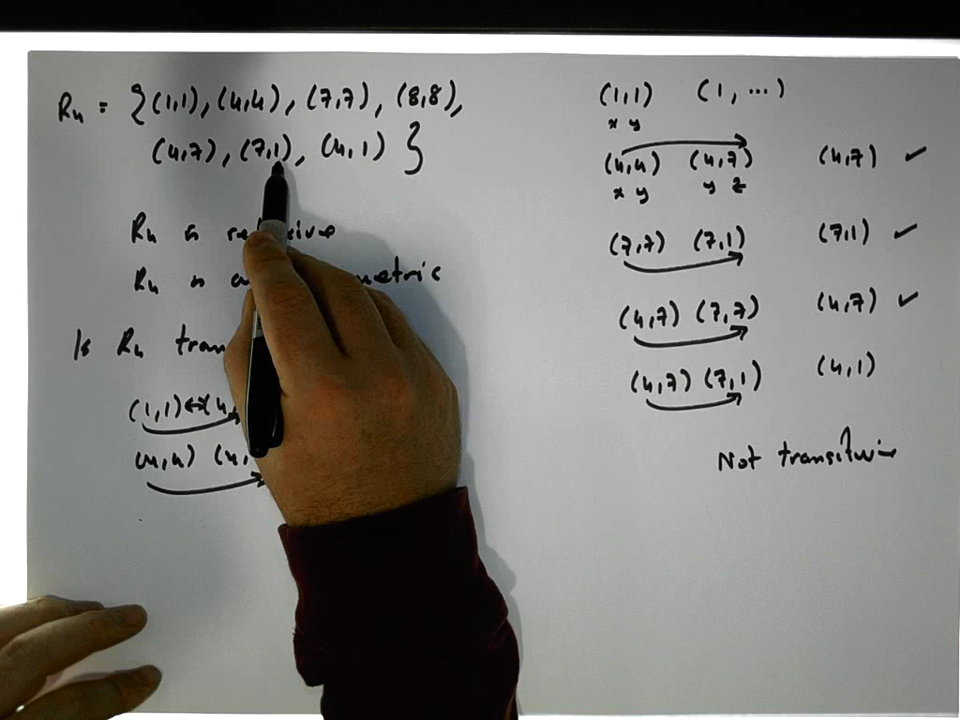 R₄ = {(1,1), (4,4), (7,7), (8,8),
(4,7), (7,1), (4,1) }
R₄ is
R₄ is
Is R₄
(1,1)
(4,4)
(1,1) (1, ...)
x y
(4,4) (4,7) (4,7) ✓
x y y z
(7,7) (7,1) (7,1) ✓
(4,7) (7,7) (4,7) ✓
(4,7) (7,1) (4,1)
Not transitive